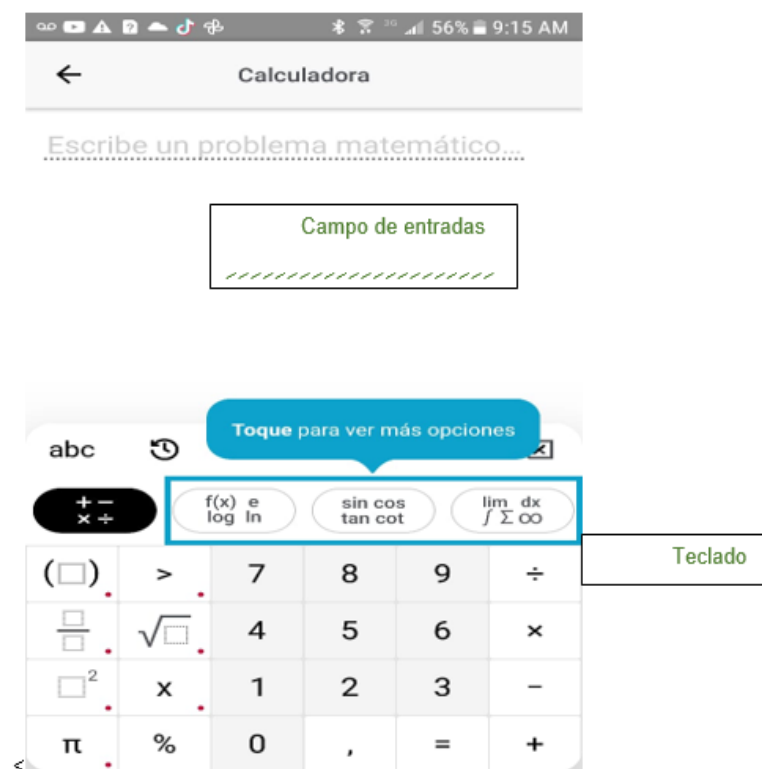 56% 9:15 AM
Calculadora
Escribe un problema matemático...
Campo de entradas
Toque para ver más opciones
abc
+ − × ÷
f(x) e log ln
sin cos tan cot
lim dx ∫ Σ ∞
Teclado
(□) > 7 8 9 ÷
□/□ √□ 4 5 6 ×
□² x 1 2 3 −
π % 0 , = +
<